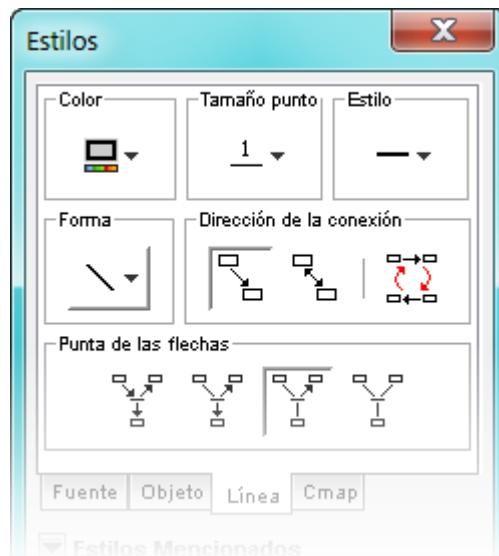 Estilos
Color
Tamaño punto
Estilo
1
Forma
Dirección de la conexión
Punta de las flechas
Fuente
Objeto
Línea
Cmap
Estilos Mencionados